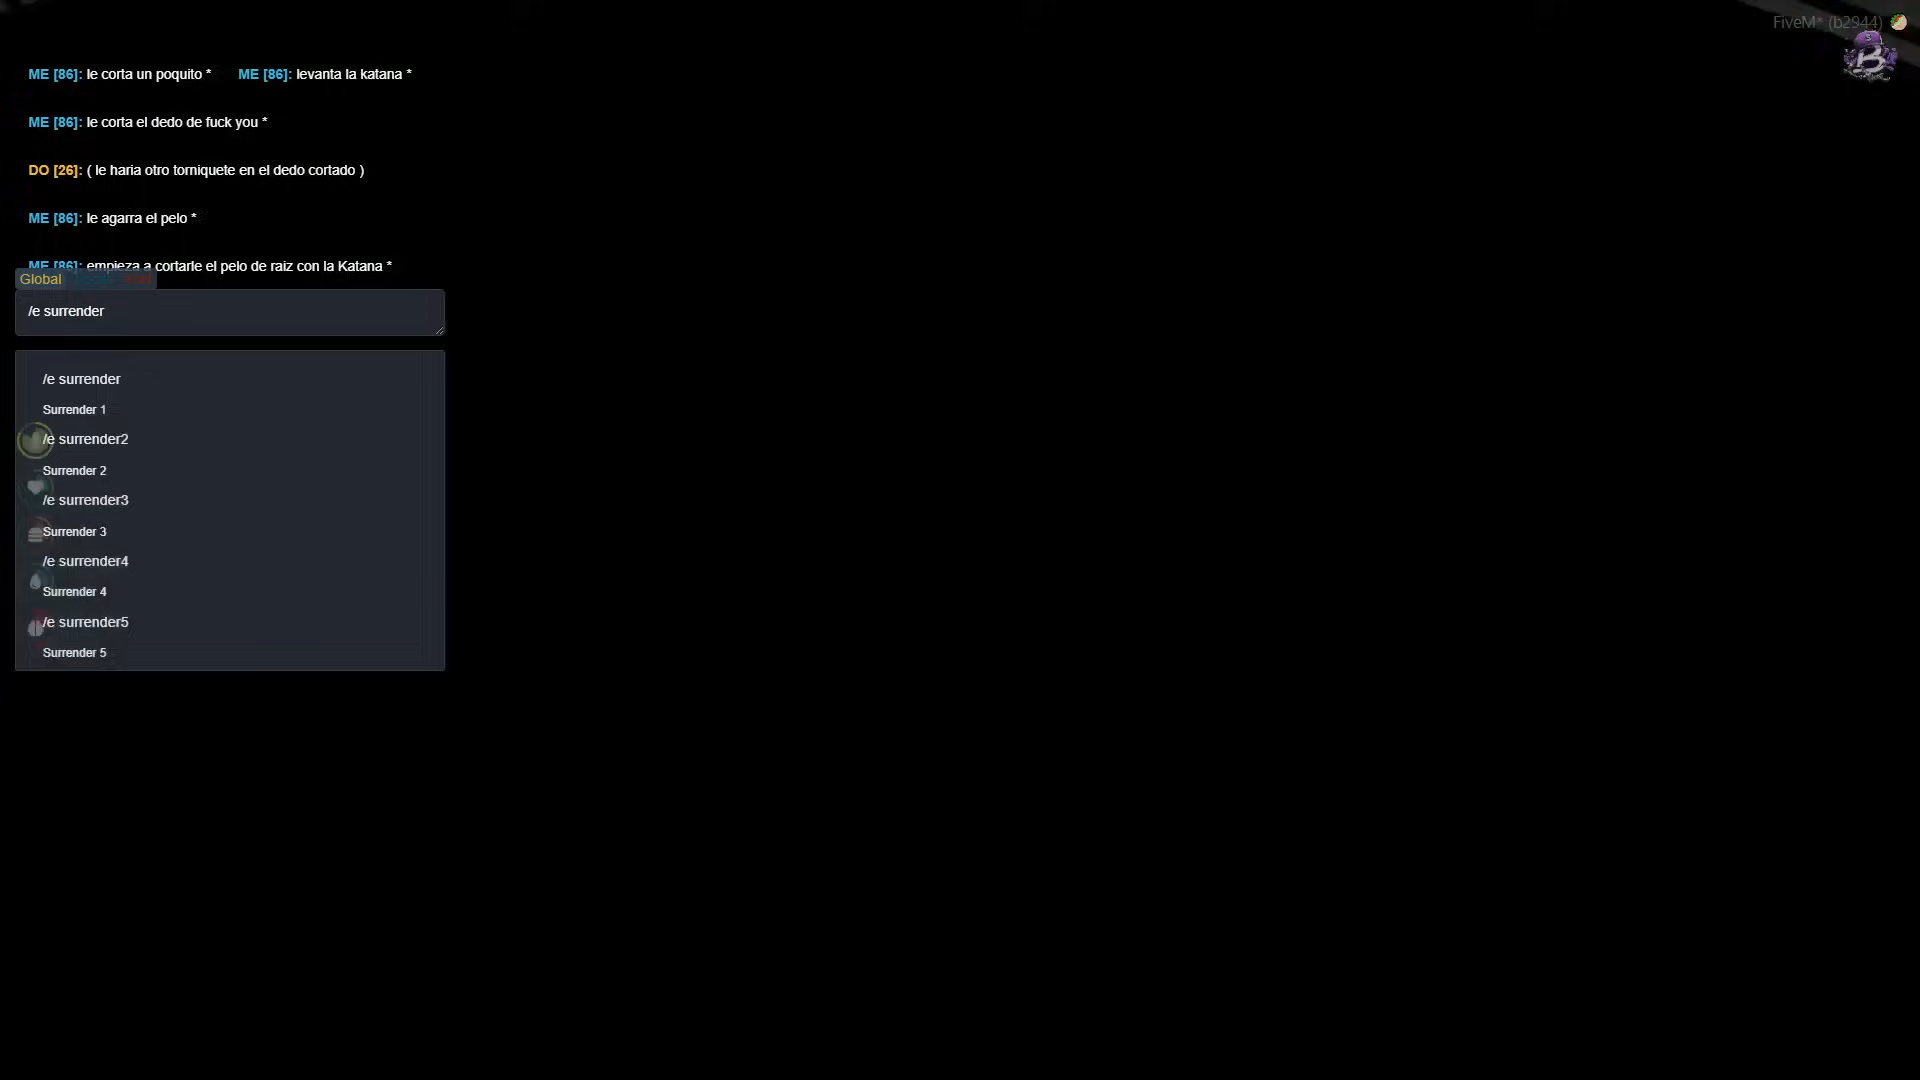 FiveM* (b2944)
ME [86]: le corta un poquito * ME [86]: levanta la katana *
ME [86]: le corta el dedo de fuck you *
DO [26]: ( le haria otro torniquete en el dedo cortado )
ME [86]: le agarra el pelo *
ME [86]: empieza a cortarle el pelo de raiz con la Katana *
Global
/e surrender
/e surrender
Surrender 1
/e surrender2
Surrender 2
/e surrender3
Surrender 3
/e surrender4
Surrender 4
/e surrender5
Surrender 5